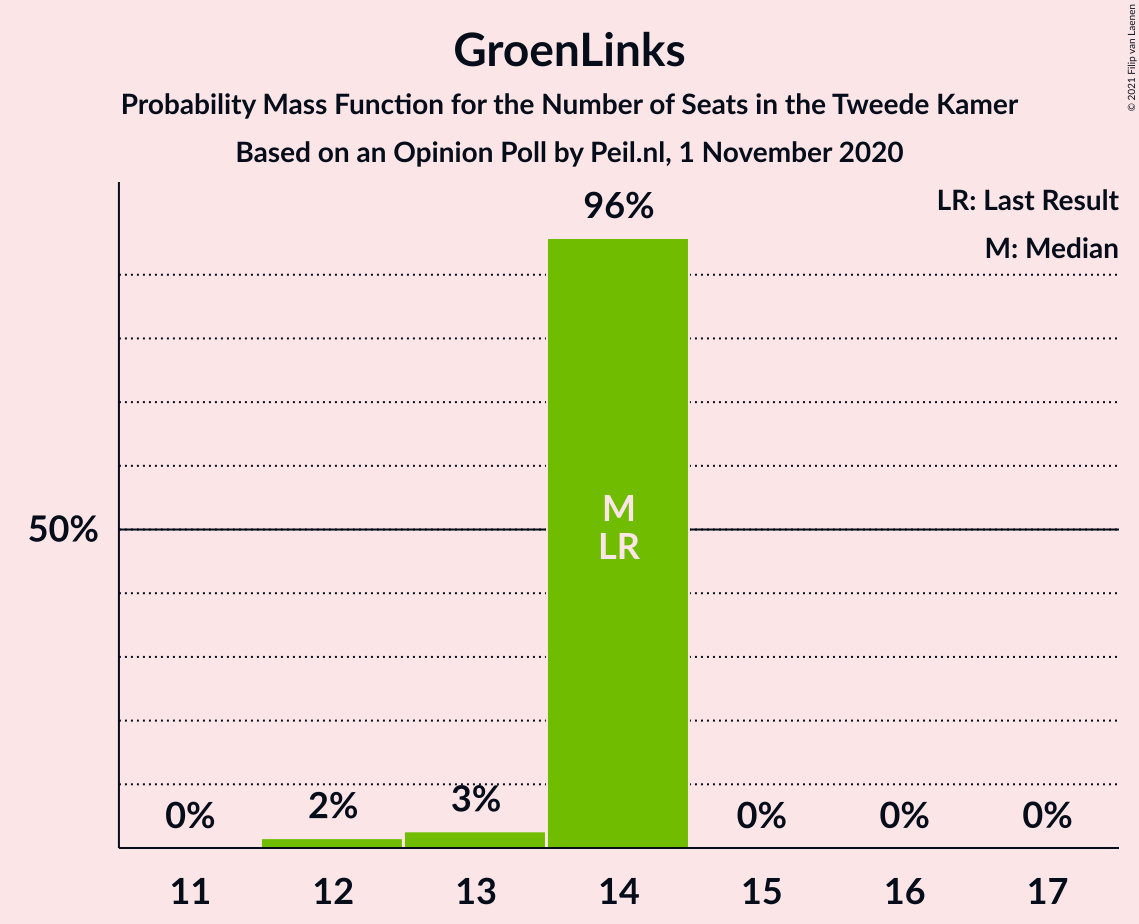 GroenLinks
Probability Mass Function for the Number of Seats in the Tweede Kamer
Based on an Opinion Poll by Peil.nl, 1 November 2020
© 2021 Filip van Laenen
LR: Last Result
M: Median
50%
0%
2%
3%
96%
M
LR
0%
0%
0%
11
12
13
14
15
16
17